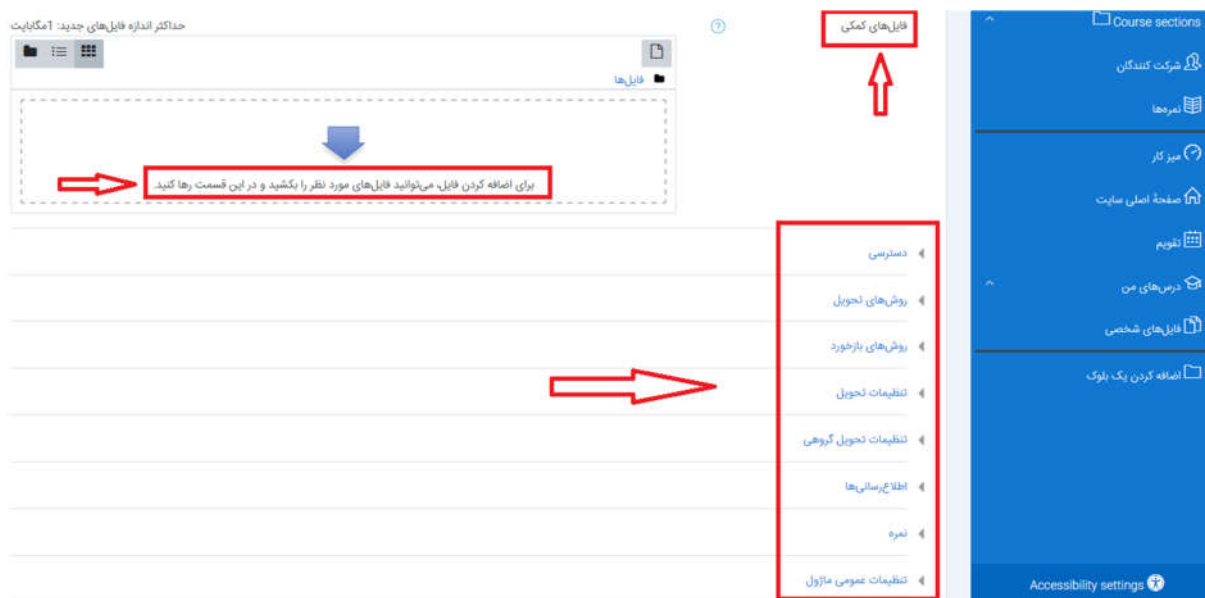 Course sections
شرکت کنندگان
نمره‌ها
میز کار
صفحهٔ اصلی سایت
تقویم
درس‌های من
فایل‌های شخصی
اضافه کردن یک بلوک
Accessibility settings
فایل‌های کمکی
حداکثر اندازه فایل‌های جدید: 1مگابایت
فایل‌ها
برای اضافه کردن فایل، می‌توانید فایل‌های مورد نظر را بکشید و در این قسمت رها کنید.
دسترسی
روش‌های تحویل
روش‌های بازخورد
تنظیمات تحویل
تنظیمات تحویل گروهی
اطلاع‌رسانی‌ها
نمره
تنظیمات عمومی ماژول